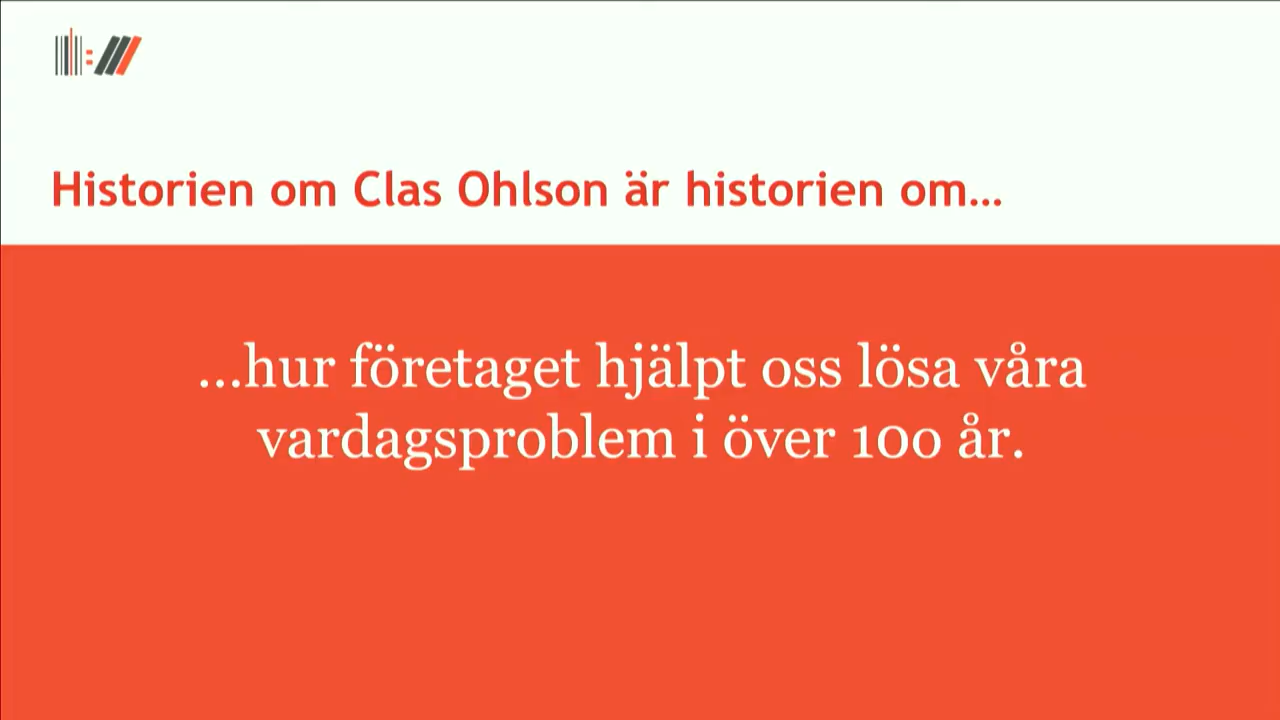 Historien om Clas Ohlson är historien om...
...hur företaget hjälpt oss lösa våra
vardagsproblem i över 100 år.